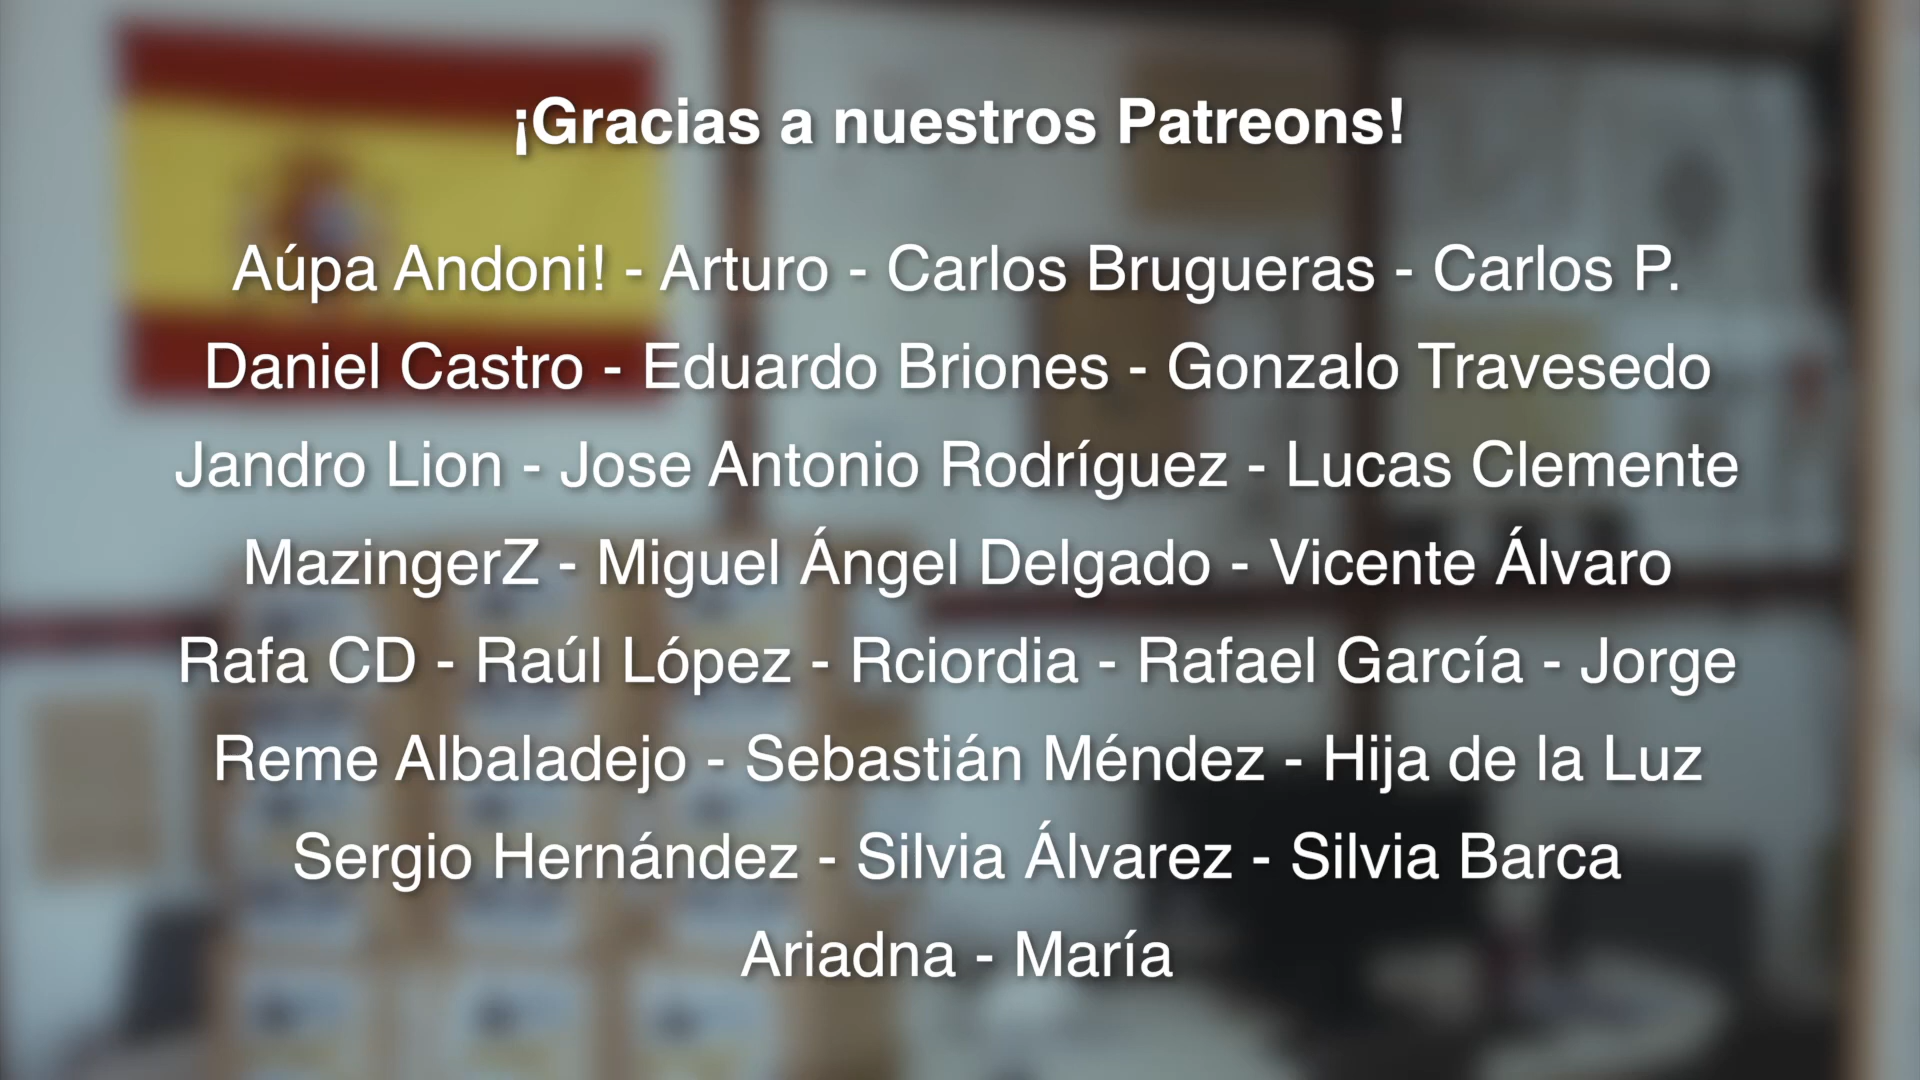 ¡Gracias a nuestros Patreons!
Aúpa Andoni! - Arturo - Carlos Brugueras - Carlos P.
Daniel Castro - Eduardo Briones - Gonzalo Travesedo
Jandro Lion - Jose Antonio Rodríguez - Lucas Clemente
MazingerZ - Miguel Ángel Delgado - Vicente Álvaro
Rafa CD - Raúl López - Rciordia - Rafael García - Jorge
Reme Albaladejo - Sebastián Méndez - Hija de la Luz
Sergio Hernández - Silvia Álvarez - Silvia Barca
Ariadna - María